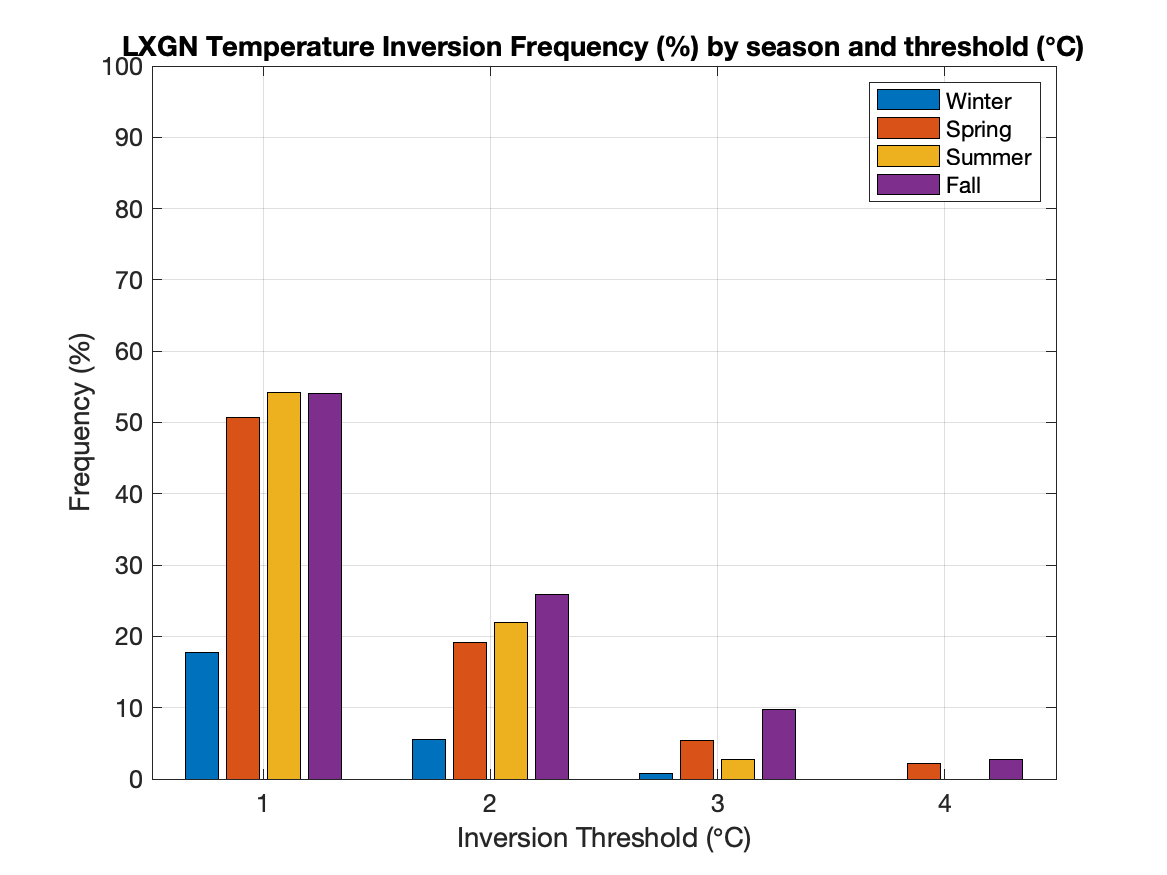 LXGN Temperature Inversion Frequency (%) by season and threshold (°C)
100
90
80
70
60
50
40
30
20
10
0
Frequency (%)
Winter
Spring
Summer
Fall
1 2 3 4
Inversion Threshold (°C)